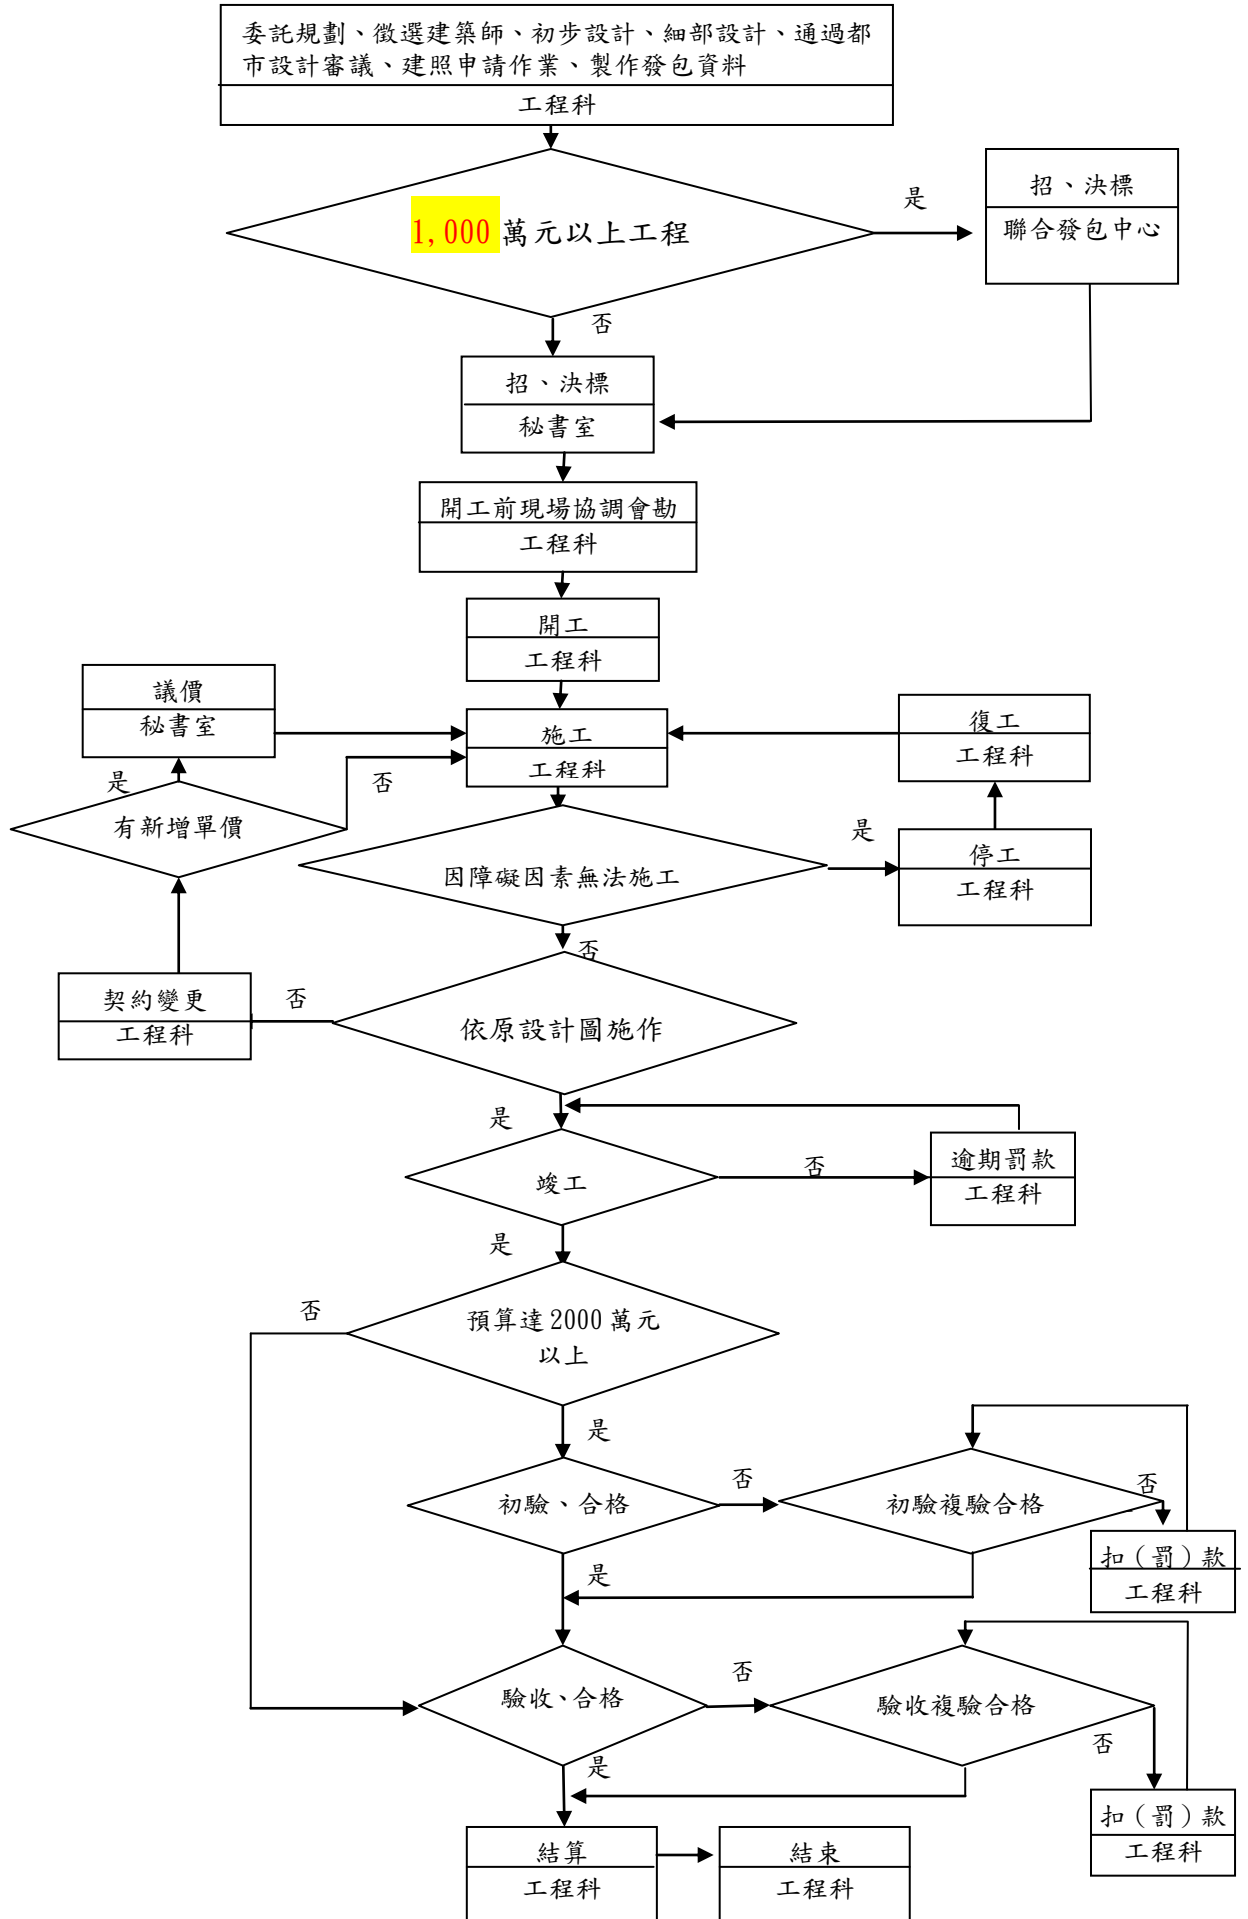 委託規劃、徵選建築師、初步設計、細部設計、通過都
市設計審議、建照申請作業、製作發包資料
工程科
1,000 萬元以上工程
是
招、決標
聯合發包中心
否
招、決標
秘書室
開工前現場協調會勘
工程科
開工
工程科
議價
秘書室
施工
工程科
復工
工程科
是
否
有新增單價
因障礙因素無法施工
是
停工
工程科
否
契約變更
工程科
否
依原設計圖施作
是
竣工
否
逾期罰款
工程科
是
否
預算達 2000 萬元
以上
是
初驗、合格
否
初驗複驗合格
否
扣（罰）款
工程科
是
驗收、合格
否
驗收複驗合格
否
扣（罰）款
工程科
是
結算
工程科
結束
工程科